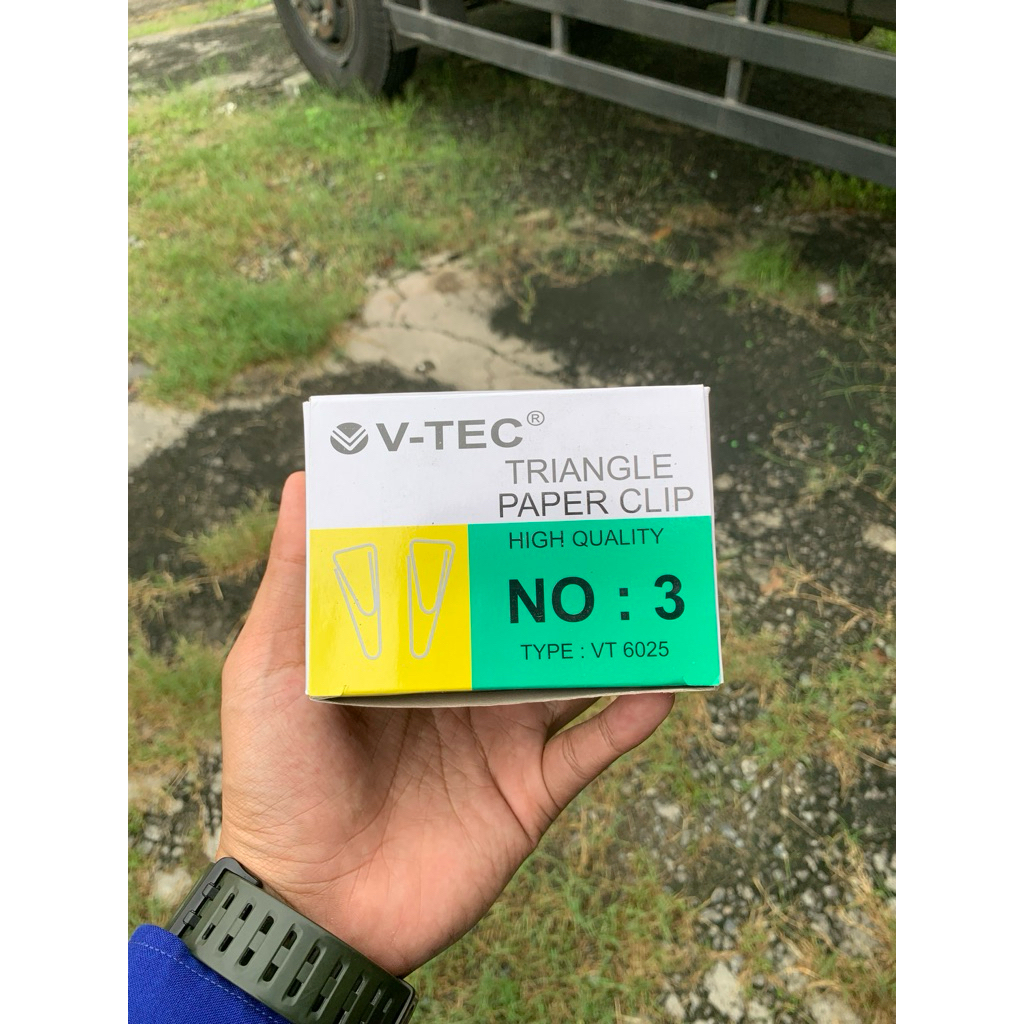 V-TEC®
TRIANGLE
PAPER CLIP
HIGH QUALITY
NO : 3
TYPE : VT 6025